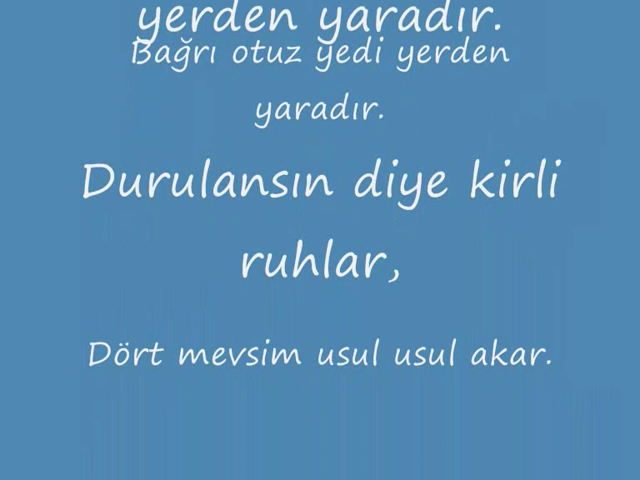 yerden yaradır.
Bağrı otuz yedi yerden
yaradır.
Durulansın diye kirli
ruhlar,
Dört mevsim usul usul akar.